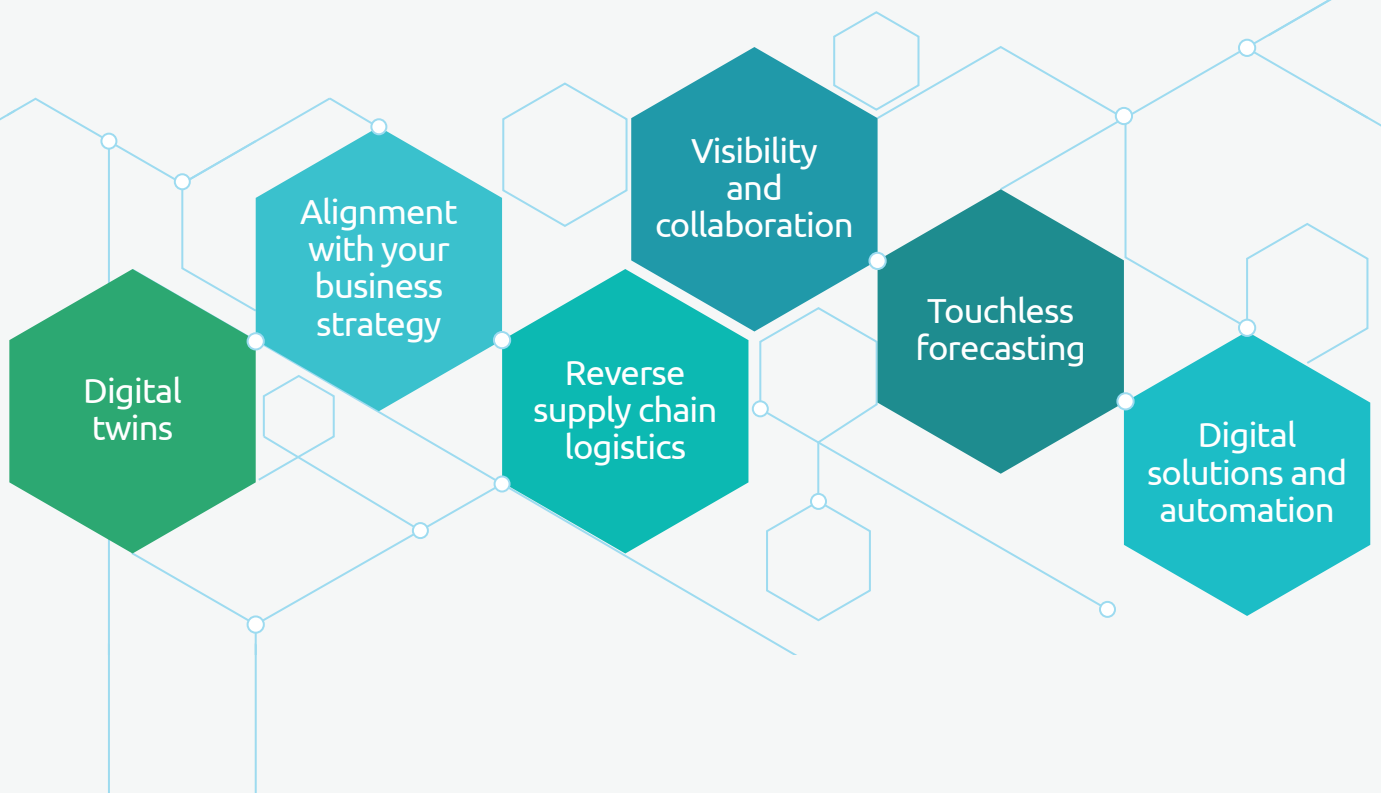 Digital
twins
Alignment
with your
business
strategy
Reverse
supply chain
logistics
Visibility
and
collaboration
Touchless
forecasting
Digital
solutions and
automation